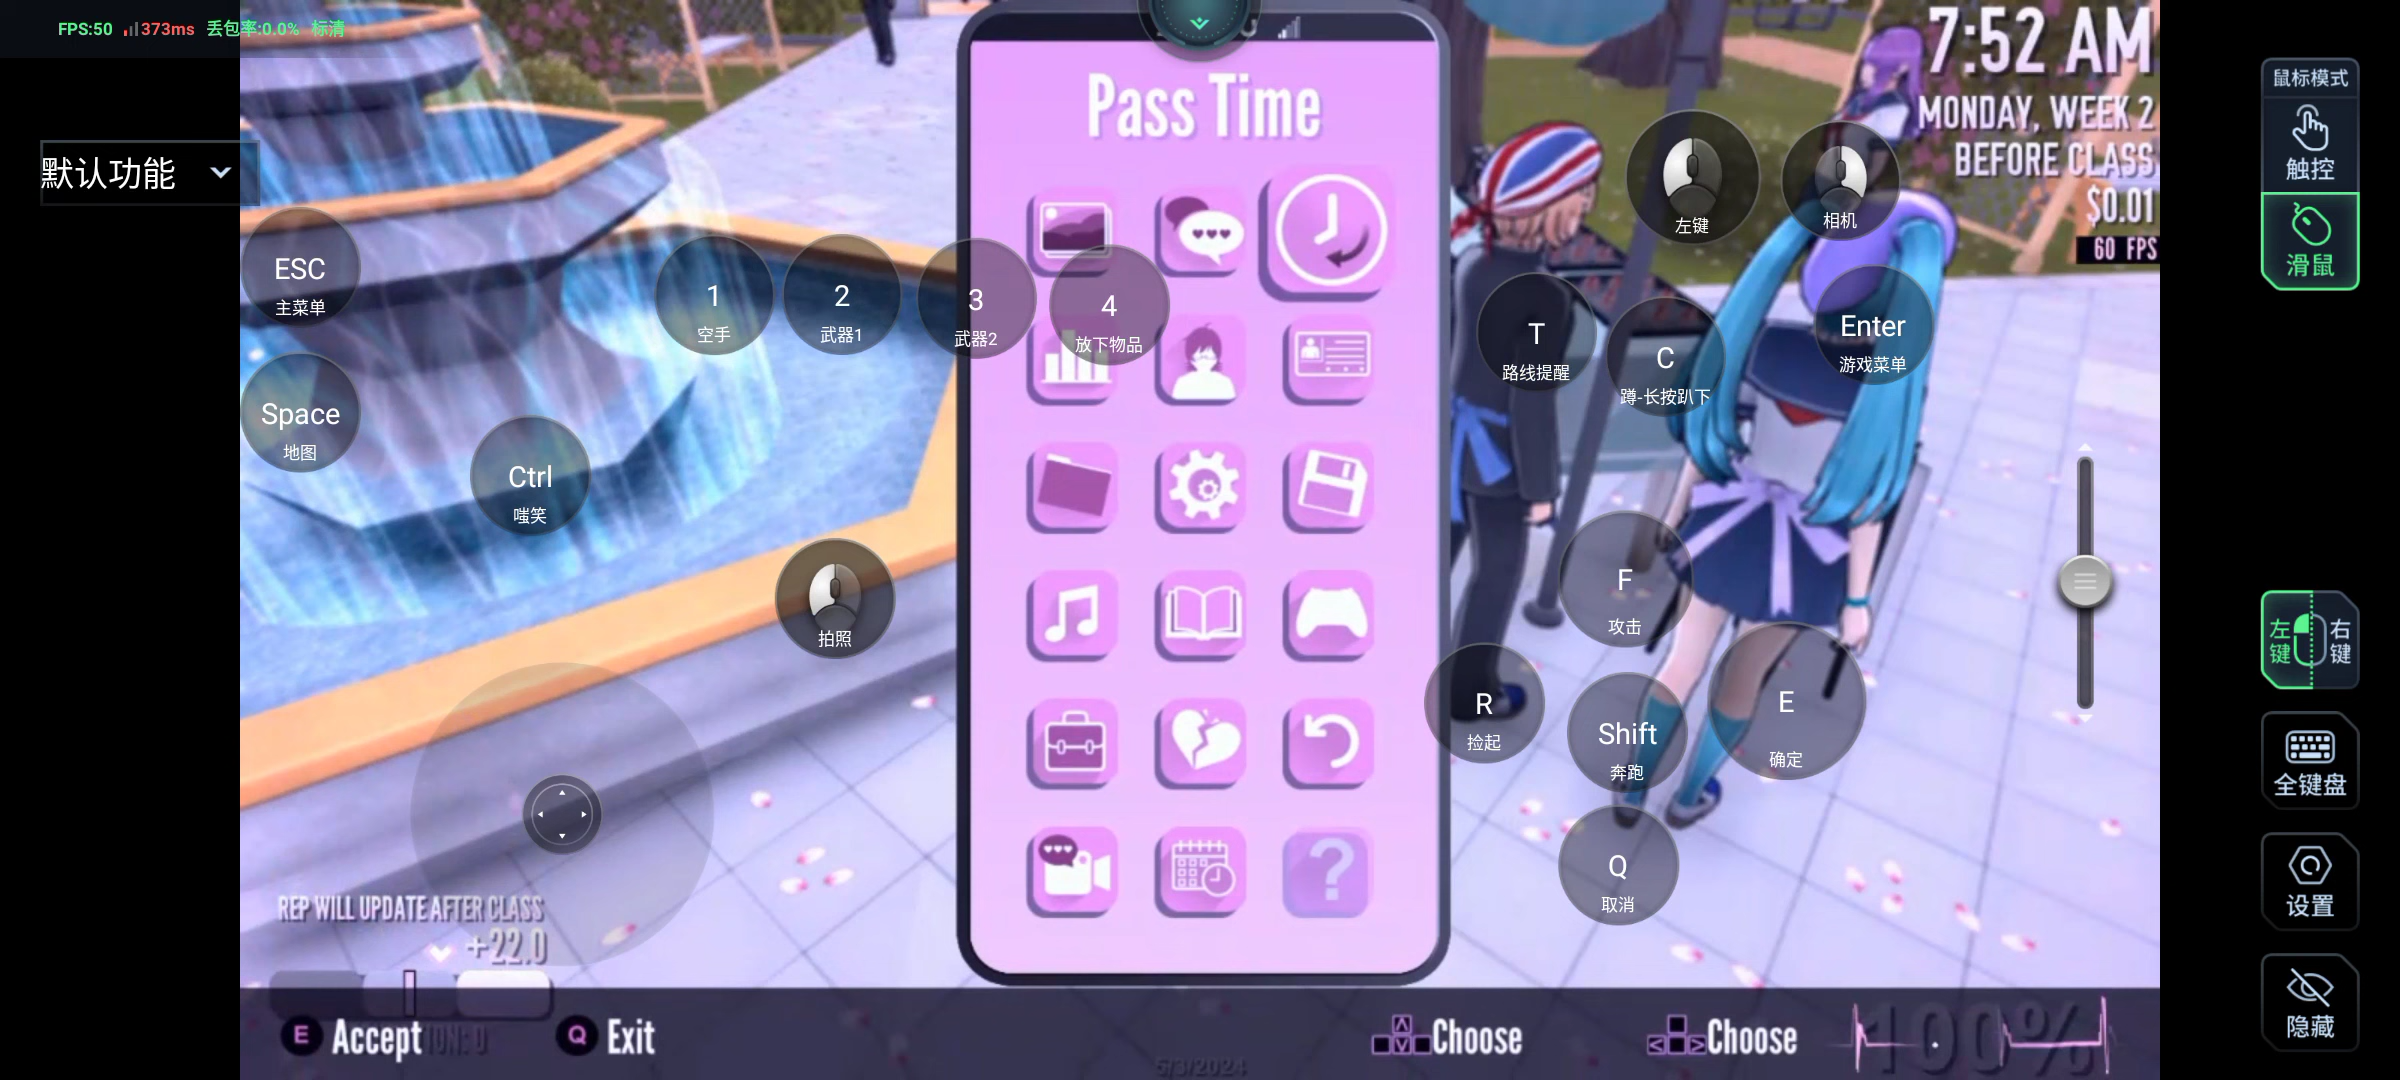 FPS:50 373ms 丢包率:0.0% 标清
7:52 AM
MONDAY, WEEK 2
BEFORE CLASS
$0.01
60 FPS
鼠标模式
触控
滑鼠
默认功能
Pass Time
左键
相机
ESC
主菜单
1
空手
2
武器1
3
武器2
4
放下物品
T
路线提醒
C
蹲-长按趴下
Enter
游戏菜单
Space
地图
Ctrl
嗤笑
拍照
F
攻击
R
捡起
Shift
奔跑
E
确定
Q
取消
左键
右键
全键盘
设置
隐藏
REP WILL UPDATE AFTER CLASS
+22.0
E Accept
Q Exit
Choose
Choose
100%
5/3/2024